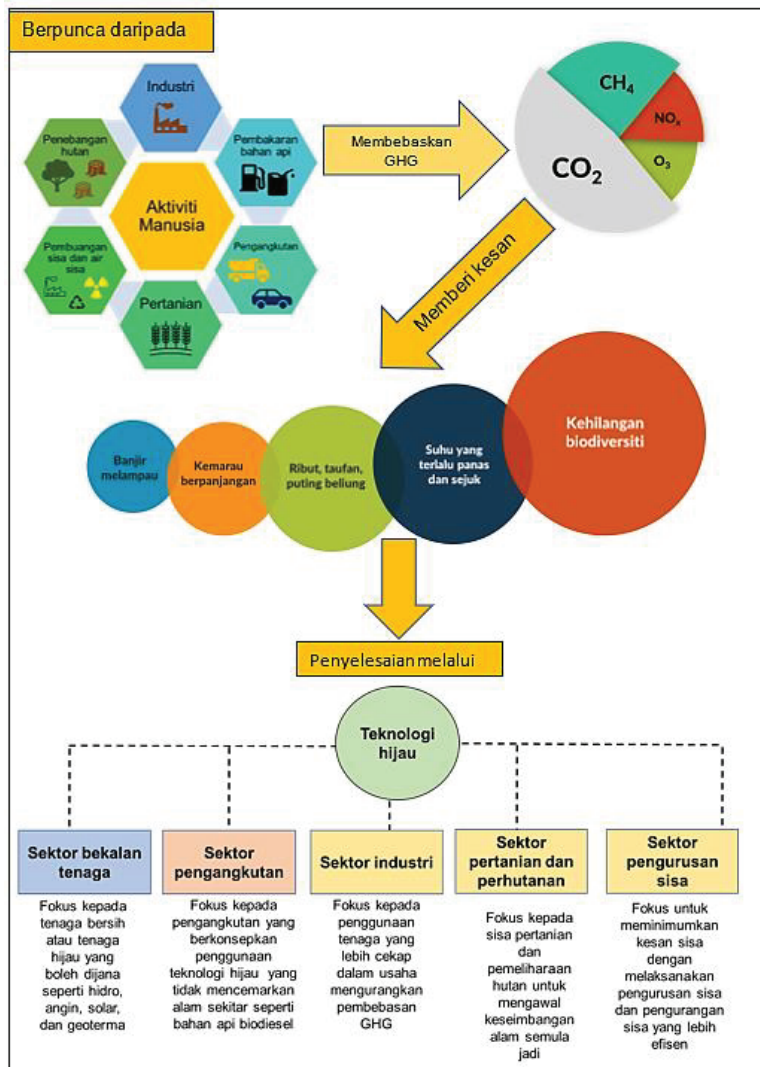 Berpunca daripada
Industri
Penebangan
hutan
Pembakaran
bahan api
Aktiviti
Manusia
Pembuangan
sisa dan air
sisa
Pengangkutan
Pertanian
Membebaskan
GHG
CH₄
NOₓ
O₃
CO₂
Memberi kesan
Banjir
melampau
Kemarau
berpanjangan
Ribut, taufan,
puting beliung
Suhu yang
terlalu panas
dan sejuk
Kehilangan
biodiversiti
Penyelesaian melalui
Teknologi
hijau
Sektor bekalan
tenaga
Fokus kepada
tenaga bersih
atau tenaga
hijau yang
boleh dijana
seperti hidro,
angin, solar,
dan geoterma
Sektor
pengangkutan
Fokus kepada
pengangkutan yang
berkonsepkan
penggunaan
teknologi hijau yang
tidak mencemarkan
alam sekitar seperti
bahan api biodiesel
Sektor industri
Fokus kepada
penggunaan
tenaga yang
lebih cekap
dalam usaha
mengurangkan
pembebasan
GHG
Sektor
pertanian dan
perhutanan
Fokus kepada
sisa pertanian
dan
pemeliharaan
hutan untuk
mengawal
keseimbangan
alam semula
jadi
Sektor
pengurusan
sisa
Fokus untuk
meminimumkan
kesan sisa
dengan
melaksanakan
pengurusan sisa
dan pengurangan
sisa yang lebih
efisen